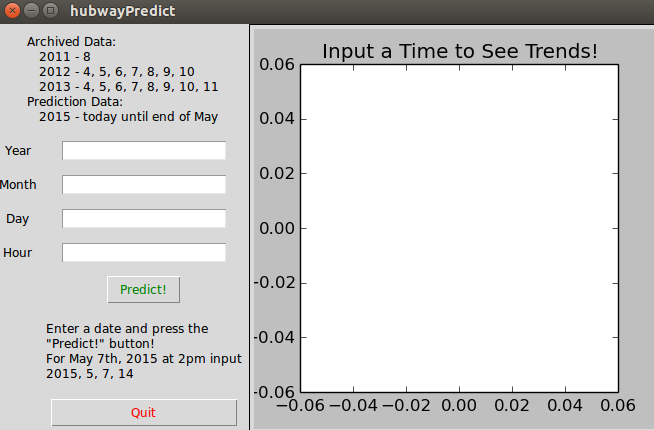 hubwayPredict
Archived Data:
2011 - 8
2012 - 4, 5, 6, 7, 8, 9, 10
2013 - 4, 5, 6, 7, 8, 9, 10, 11
Prediction Data:
2015 - today until end of May
Year
Month
Day
Hour
Predict!
Enter a date and press the
"Predict!" button!
For May 7th, 2015 at 2pm input
2015, 5, 7, 14
Quit
Input a Time to See Trends!
0.06
0.04
0.02
0.00
−0.02
−0.04
−0.06
−0.06 −0.04 −0.02 0.00 0.02 0.04 0.06